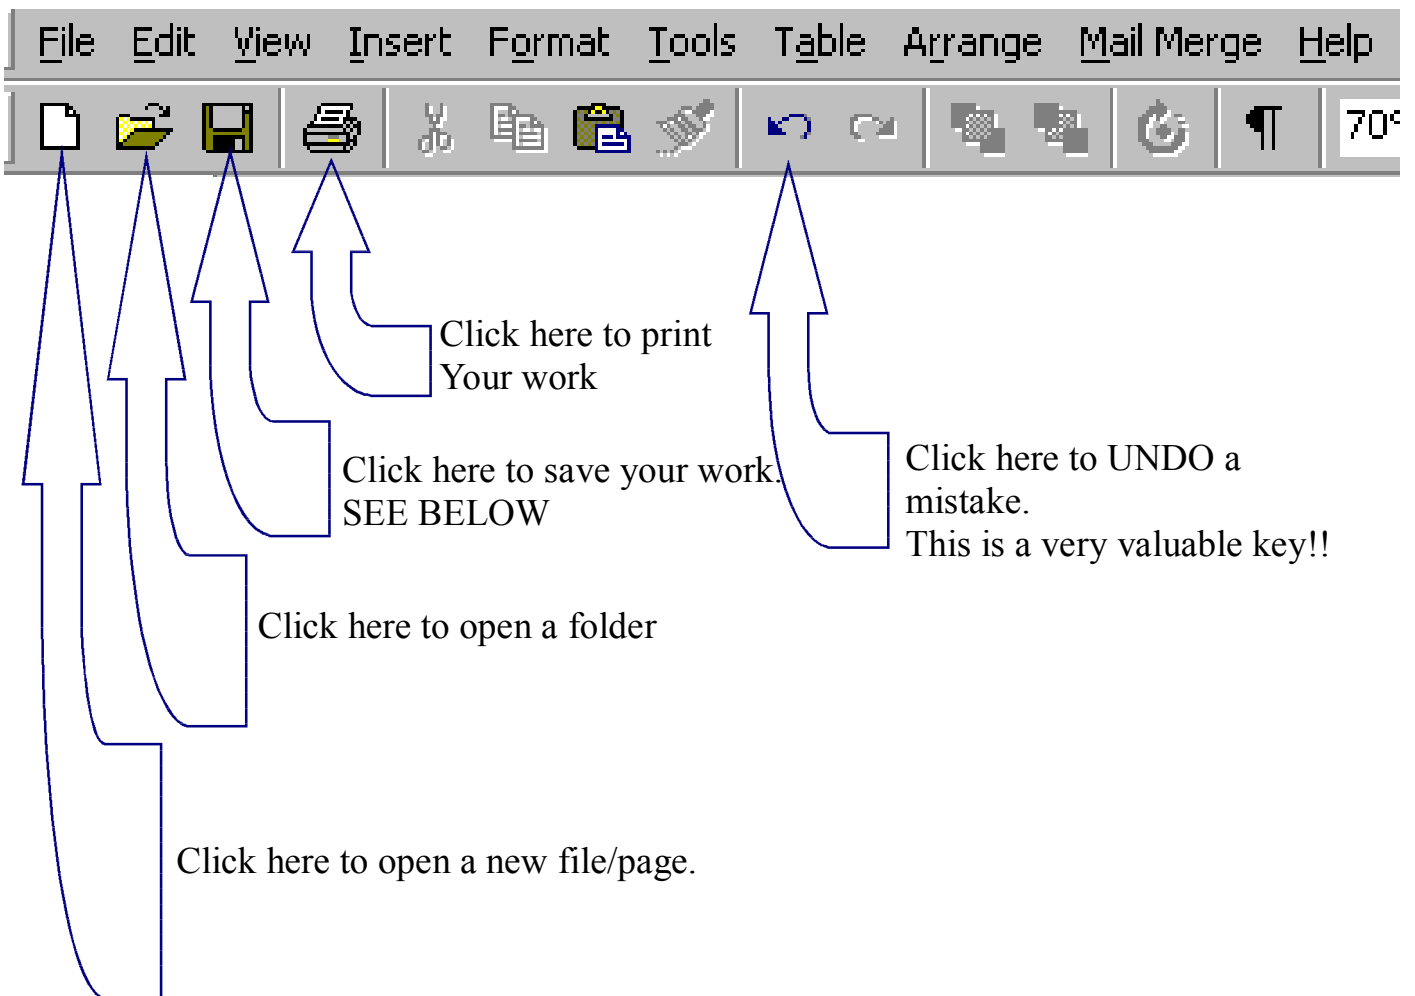 File Edit View Insert Format Tools Table Arrange Mail Merge Help
¶ 70%
Click here to print
Your work
Click here to save your work.
SEE BELOW
Click here to UNDO a
mistake.
This is a very valuable key!!
Click here to open a folder
Click here to open a new file/page.